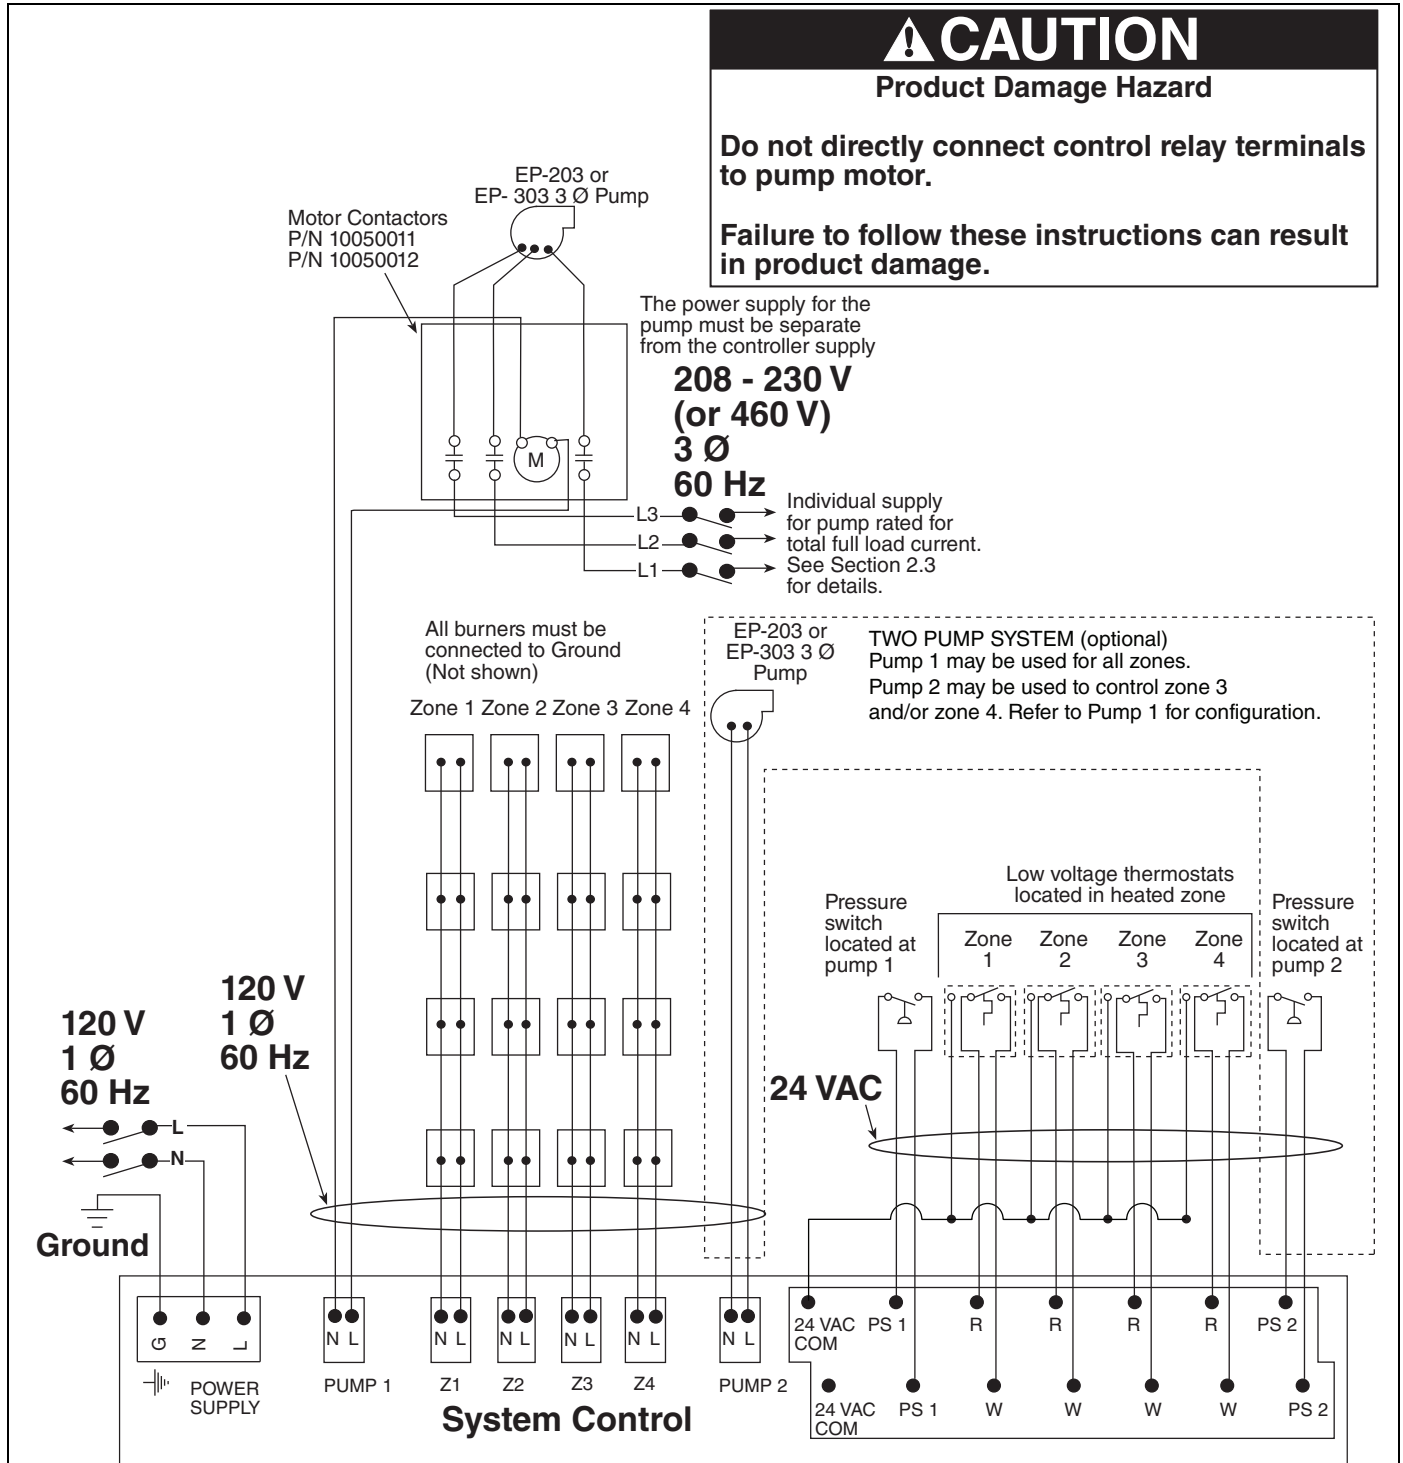 CAUTION
Product Damage Hazard
Do not directly connect control relay terminals
to pump motor.
Failure to follow these instructions can result
in product damage.
EP-203 or
EP- 303 3 Ø Pump
Motor Contactors
P/N 10050011
P/N 10050012
The power supply for the
pump must be separate
from the controller supply
208 - 230 V
(or 460 V)
3 Ø
60 Hz
M
L3
L2
L1
Individual supply
for pump rated for
total full load current.
See Section 2.3
for details.
All burners must be
connected to Ground
(Not shown)
Zone 1 Zone 2 Zone 3 Zone 4
EP-203 or
EP-303 3 Ø
Pump
TWO PUMP SYSTEM (optional)
Pump 1 may be used for all zones.
Pump 2 may be used to control zone 3
and/or zone 4. Refer to Pump 1 for configuration.
Low voltage thermostats
located in heated zone
Pressure
switch
located at
pump 1
Zone
1
Zone
2
Zone
3
Zone
4
Pressure
switch
located at
pump 2
120 V
1 Ø
60 Hz
120 V
1 Ø
60 Hz
24 VAC
L
N
Ground
G N L
N L
N L
N L
N L
N L
N L
24 VAC
COM
PS 1
R
R
R
R
PS 2
POWER
SUPPLY
PUMP 1
Z1
Z2
Z3
Z4
PUMP 2
24 VAC
COM
PS 1
W
W
W
W
PS 2
System Control